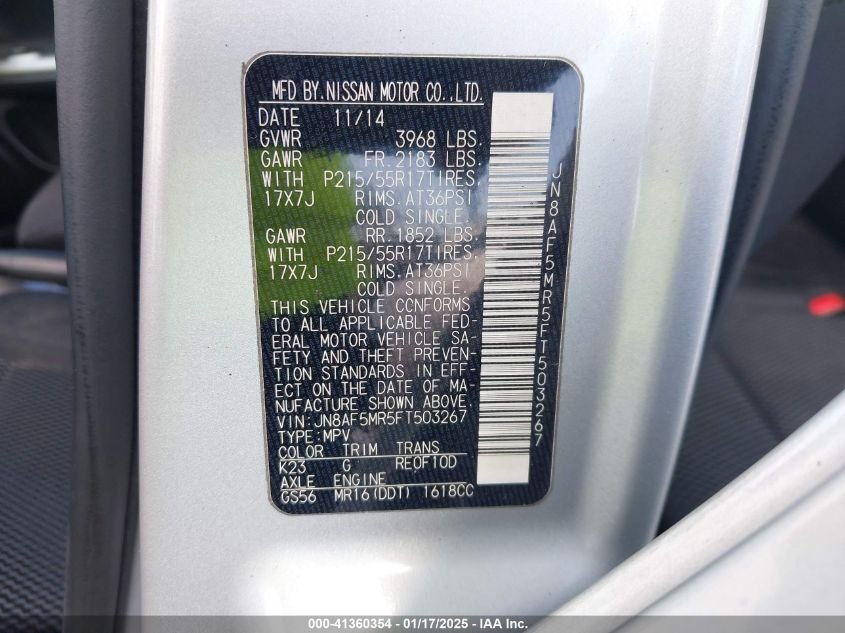 MFD BY.NISSAN MOTOR CO.,LTD.
DATE 11/14
GVWR 3968 LBS.
GAWR FR.2183 LBS.
WITH P215/55R17TIRES.
17X7J RIMS.AT36PSI
COLD SINGLE.
GAWR RR.1852 LBS.
WITH P215/55R17TIRES.
17X7J RIMS.AT36PSI
COLD SINGLE.
THIS VEHICLE CCNFORMS
TO ALL APPLICABLE FED-
ERAL MOTOR VEHICLE SA-
FETY AND THEFT PREVEN-
TION STANDARDS IN EFF-
ECT ON THE DATE OF MA-
NUFACTURE SHOWN ABOVE.
VIN:JN8AF5MR5FT503267
TYPE:MPV
COLOR TRIM TRANS
K23 G REOF10D
AXLE ENGINE
GS56 MR16(DDT) 1618CC
JN8AF5MR5FT503267
000-41360354 - 01/17/2025 - IAA Inc.